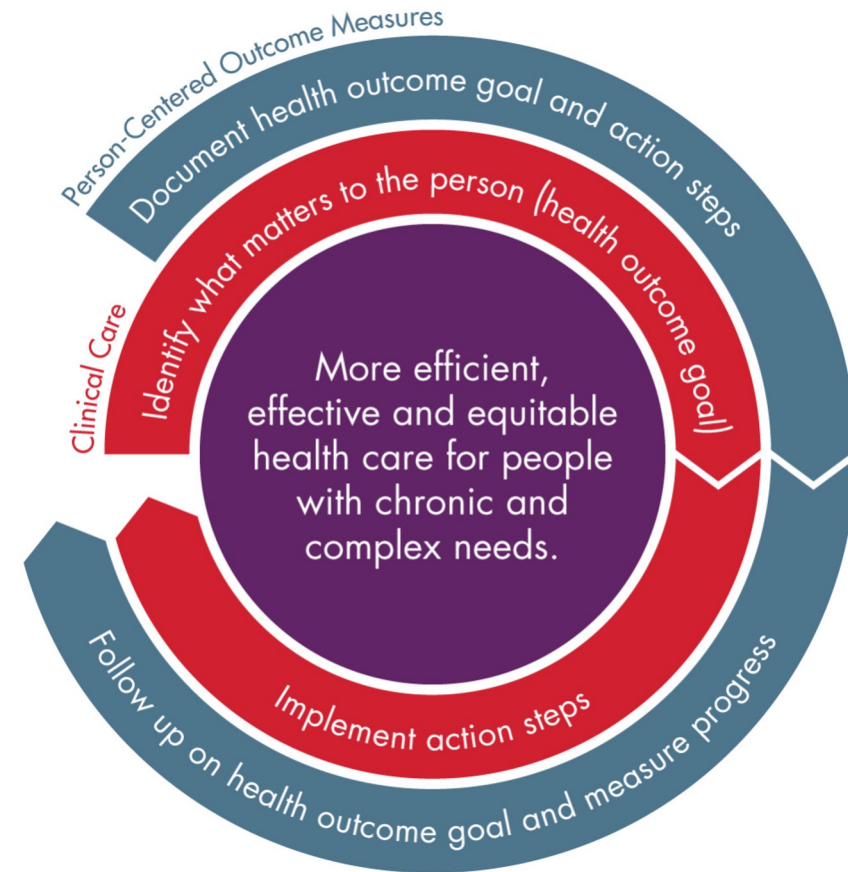 Person-Centered Outcome Measures
Document health outcome goal and action steps
Clinical Care
Identify what matters to the person (health outcome goal)
More efficient,
effective and equitable
health care for people
with chronic and
complex needs.
Implement action steps
Follow up on health outcome goal and measure progress